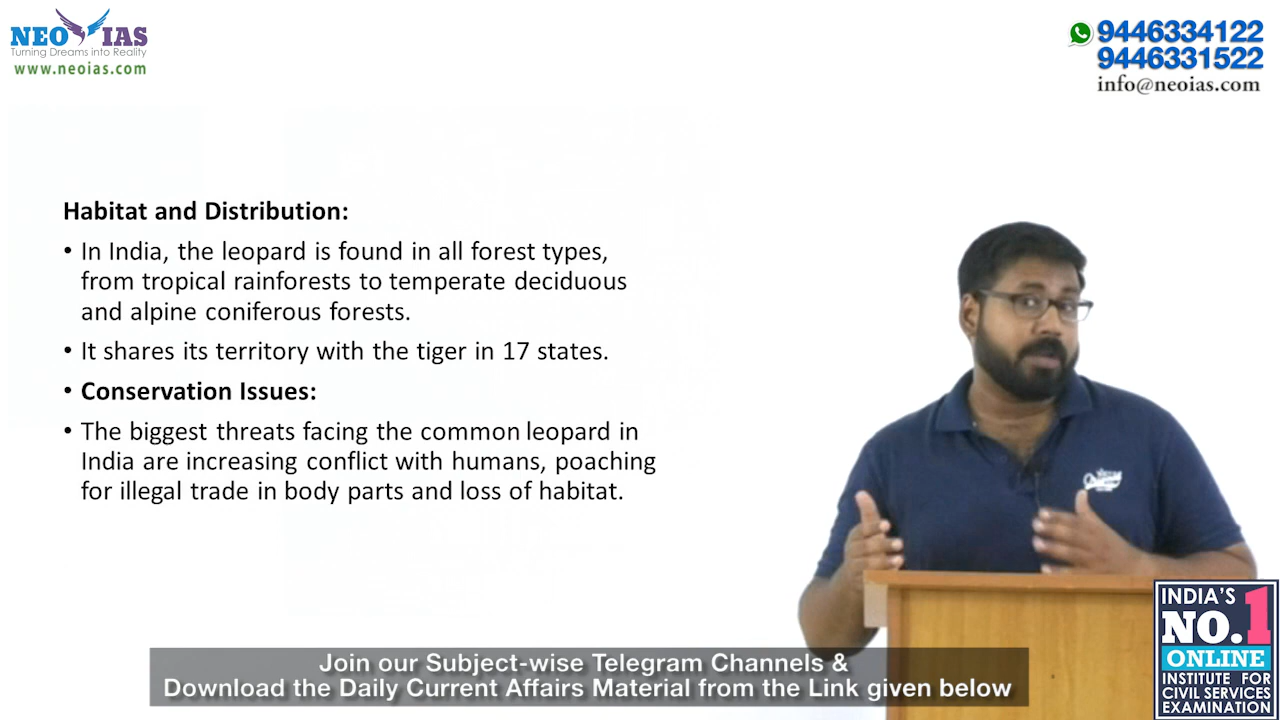 NEO IAS
Turning Dreams into Reality
www.neoias.com
9446334122
9446331522
info@neoias.com
Habitat and Distribution:
• In India, the leopard is found in all forest types,
from tropical rainforests to temperate deciduous
and alpine coniferous forests.
• It shares its territory with the tiger in 17 states.
• Conservation Issues:
• The biggest threats facing the common leopard in
India are increasing conflict with humans, poaching
for illegal trade in body parts and loss of habitat.
Join our Subject-wise Telegram Channels &
Download the Daily Current Affairs Material from the Link given below
INDIA'S
NO.1
ONLINE
INSTITUTE FOR
CIVIL SERVICES
EXAMINATION